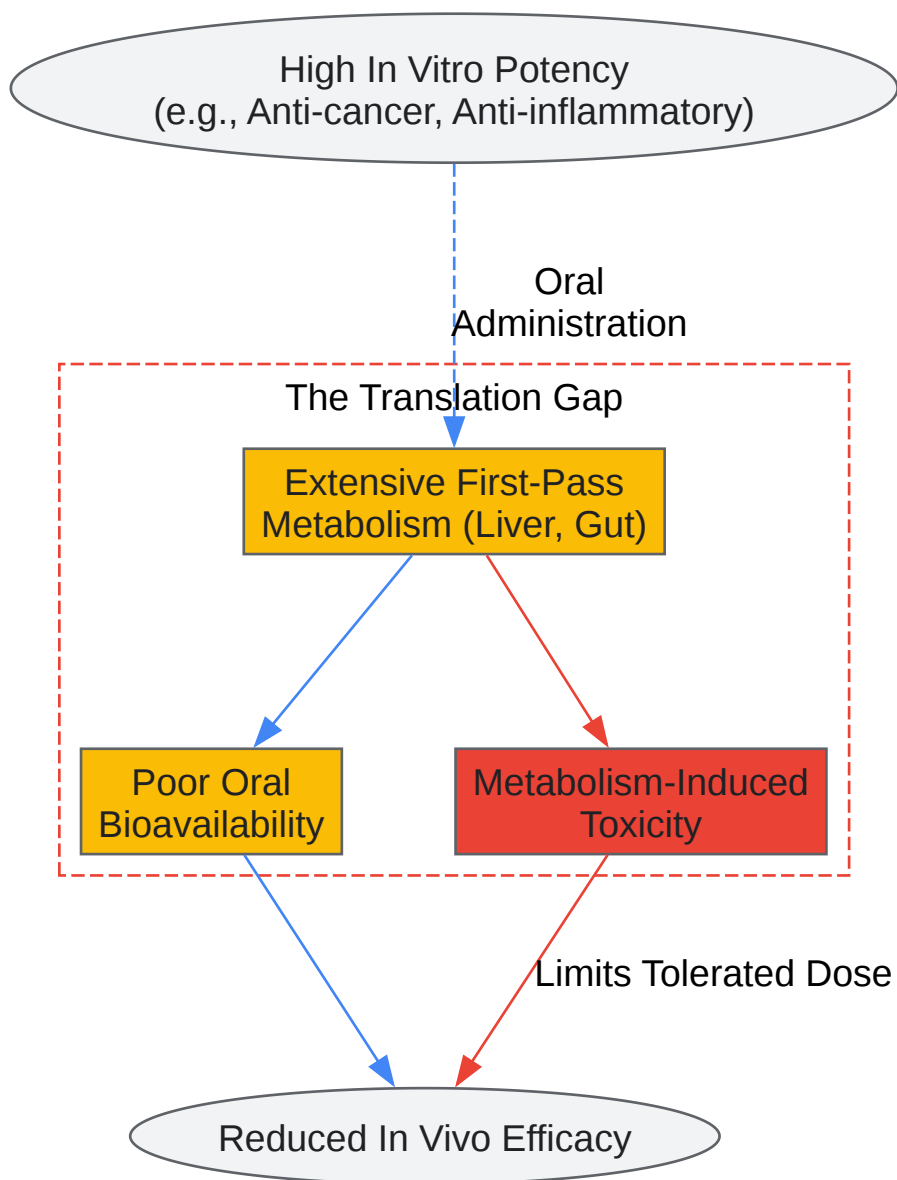 High In Vitro Potency
(e.g., Anti-cancer, Anti-inflammatory)
Oral
Administration
The Translation Gap
Extensive First-Pass
Metabolism (Liver, Gut)
Poor Oral
Bioavailability
Metabolism-Induced
Toxicity
Limits Tolerated Dose
Reduced In Vivo Efficacy